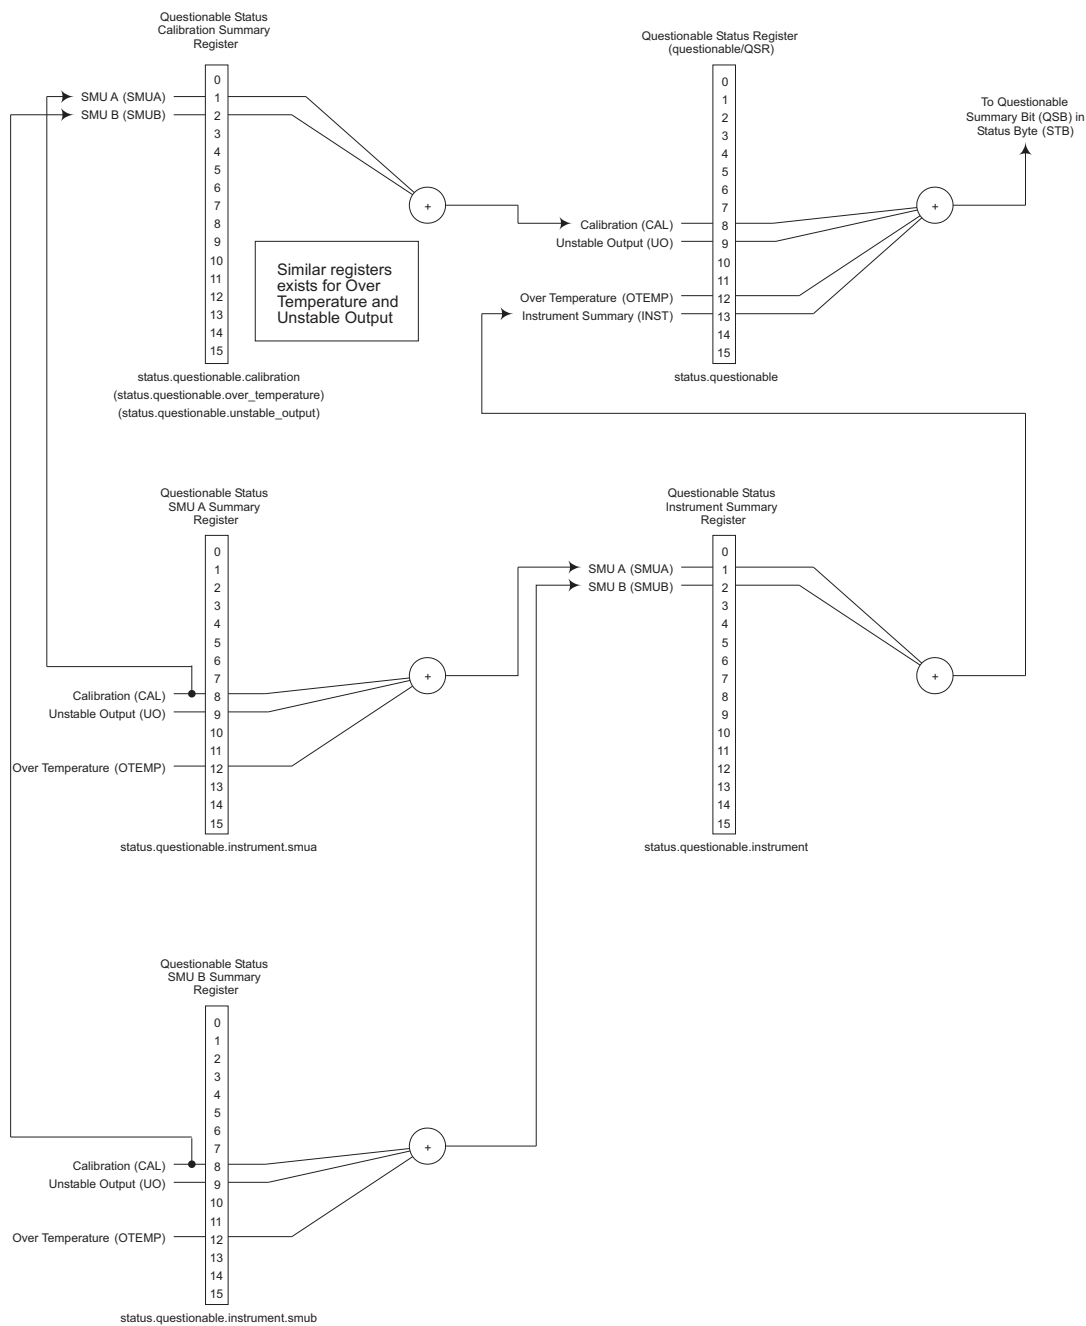 Questionable Status
Calibration Summary
Register
SMU A (SMUA)
SMU B (SMUB)
0
1
2
3
4
5
6
7
8
9
10
11
12
13
14
15
+
Similar registers
exists for Over
Temperature and
Unstable Output
status.questionable.calibration
(status.questionable.over_temperature)
(status.questionable.unstable_output)
Questionable Status Register
(questionable/QSR)
Calibration (CAL)
Unstable Output (UO)
Over Temperature (OTEMP)
Instrument Summary (INST)
0
1
2
3
4
5
6
7
8
9
10
11
12
13
14
15
+
To Questionable
Summary Bit (QSB) in
Status Byte (STB)
status.questionable
Questionable Status
SMU A Summary
Register
Calibration (CAL)
Unstable Output (UO)
Over Temperature (OTEMP)
0
1
2
3
4
5
6
7
8
9
10
11
12
13
14
15
+
status.questionable.instrument.smua
Questionable Status
Instrument Summary
Register
SMU A (SMUA)
SMU B (SMUB)
0
1
2
3
4
5
6
7
8
9
10
11
12
13
14
15
+
status.questionable.instrument
Questionable Status
SMU B Summary
Register
Calibration (CAL)
Unstable Output (UO)
Over Temperature (OTEMP)
0
1
2
3
4
5
6
7
8
9
10
11
12
13
14
15
+
status.questionable.instrument.smub